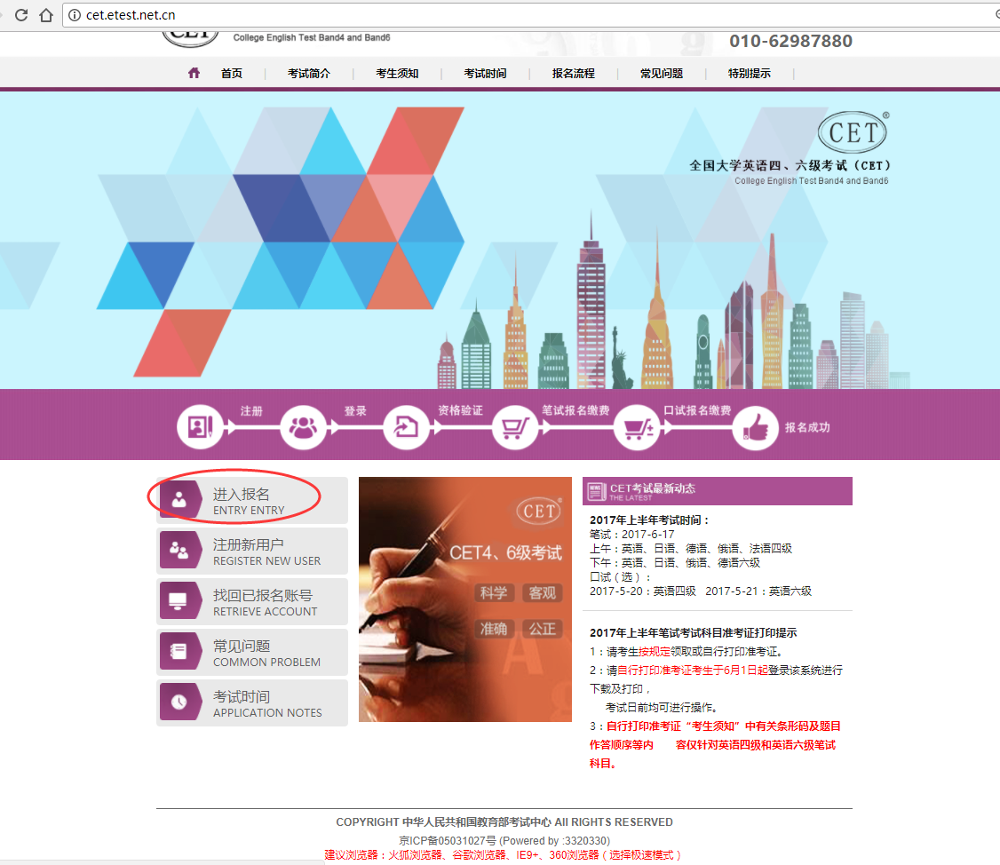 cet.etest.net.cn
CET
College English Test Band4 and Band6
010-62987880
首页 考试简介 考生须知 考试时间 报名流程 常见问题 特别提示
CET
®
全国大学英语四、六级考试（CET）
College English Test Band4 and Band6
注册 登录 资格验证 笔试报名缴费 口试报名缴费 报名成功
进入报名
ENTRY ENTRY
注册新用户
REGISTER NEW USER
找回已报名账号
RETRIEVE ACCOUNT
常见问题
COMMON PROBLEM
考试时间
APPLICATION NOTES
CET
®
CET4、6级考试
科学 客观
准确 公正
NEWS
CET考试最新动态
THE LATEST
2017年上半年考试时间：
笔试：2017-6-17
上午：英语、日语、德语、俄语、法语四级
下午：英语、日语、俄语、德语六级
口试（选）：
2017-5-20：英语四级 2017-5-21：英语六级
2017年上半年笔试考试科目准考证打印提示
1：请考生按规定领取或自行打印准考证。
2：请自行打印准考证考生于6月1日起登录该系统进行
下载及打印，
考试日前均可进行操作。
3：自行打印准考证“考生须知”中有关条形码及题目
作答顺序等内 容仅针对英语四级和英语六级笔试
科目。
COPYRIGHT 中华人民共和国教育部考试中心 All RIGHTS RESERVED
京ICP备05031027号 (Powered by :3320330)
建议浏览器：火狐浏览器、谷歌浏览器、IE9+、360浏览器（选择极速模式）